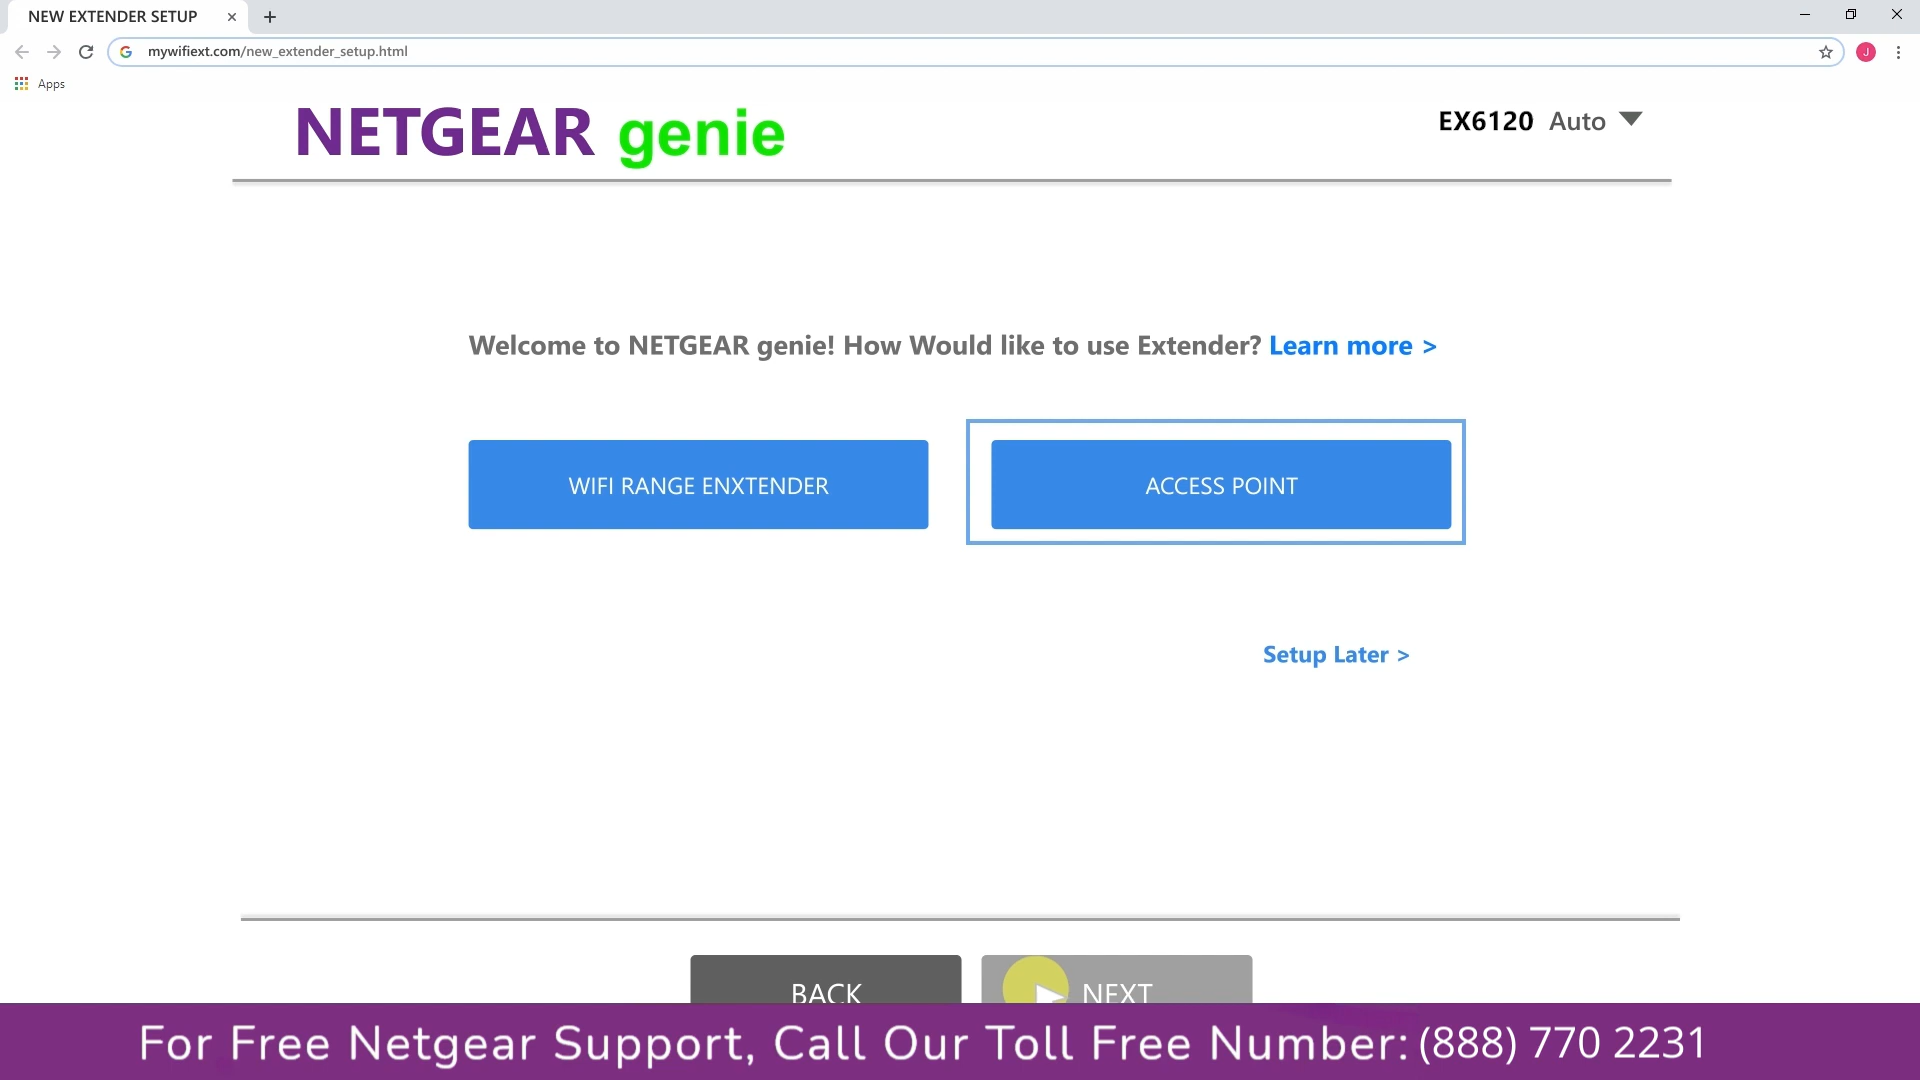 NEW EXTENDER SETUP
mywifiext.com/new_extender_setup.html
J
Apps
NETGEAR genie
EX6120 Auto
Welcome to NETGEAR genie! How Would like to use Extender? Learn more >
WIFI RANGE ENXTENDER
ACCESS POINT
Setup Later >
BACK
NEXT
For Free Netgear Support, Call Our Toll Free Number: (888) 770 2231